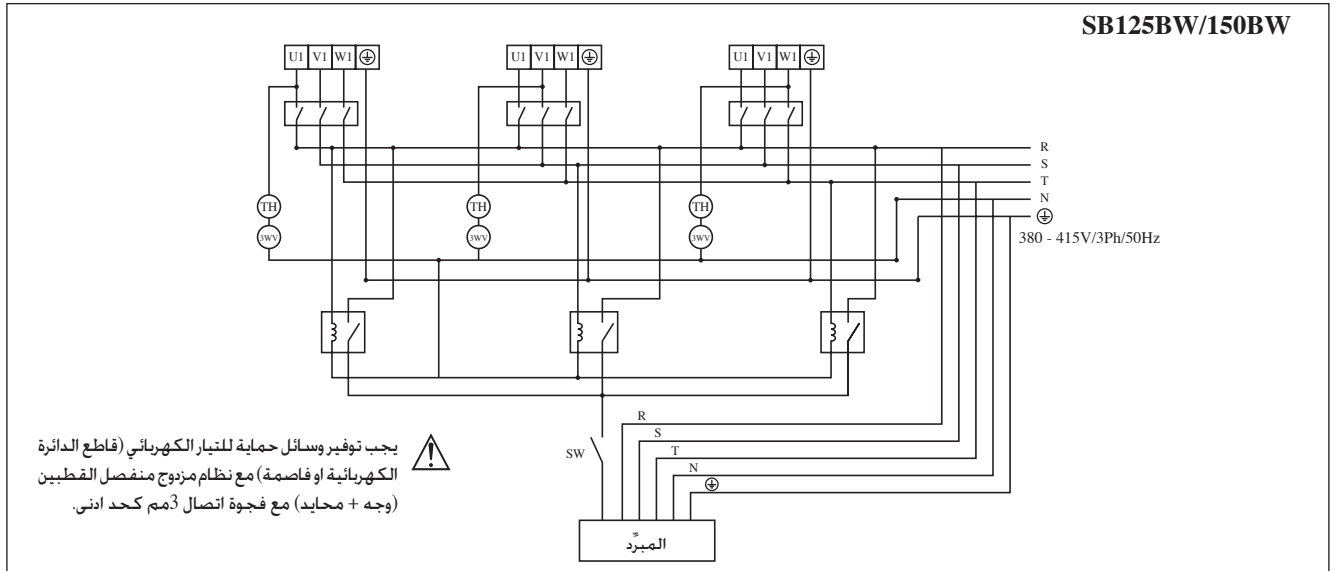 SB125BW/150BW
U1 V1 W1
U1 V1 W1
U1 V1 W1
R
S
T
N
380 - 415V/3Ph/50Hz
TH
TH
TH
3WV
3WV
3WV
R
S
T
N
SW
يجب توفير وسائل حماية للتيار الكهربائي (قاطع الدائرة
الكهربائية او فاصمة) مع نظام مزدوج منفصل القطبين
(وجه + محايد) مع فجوة اتصال 3مم كحد ادنى.
المبرِّد